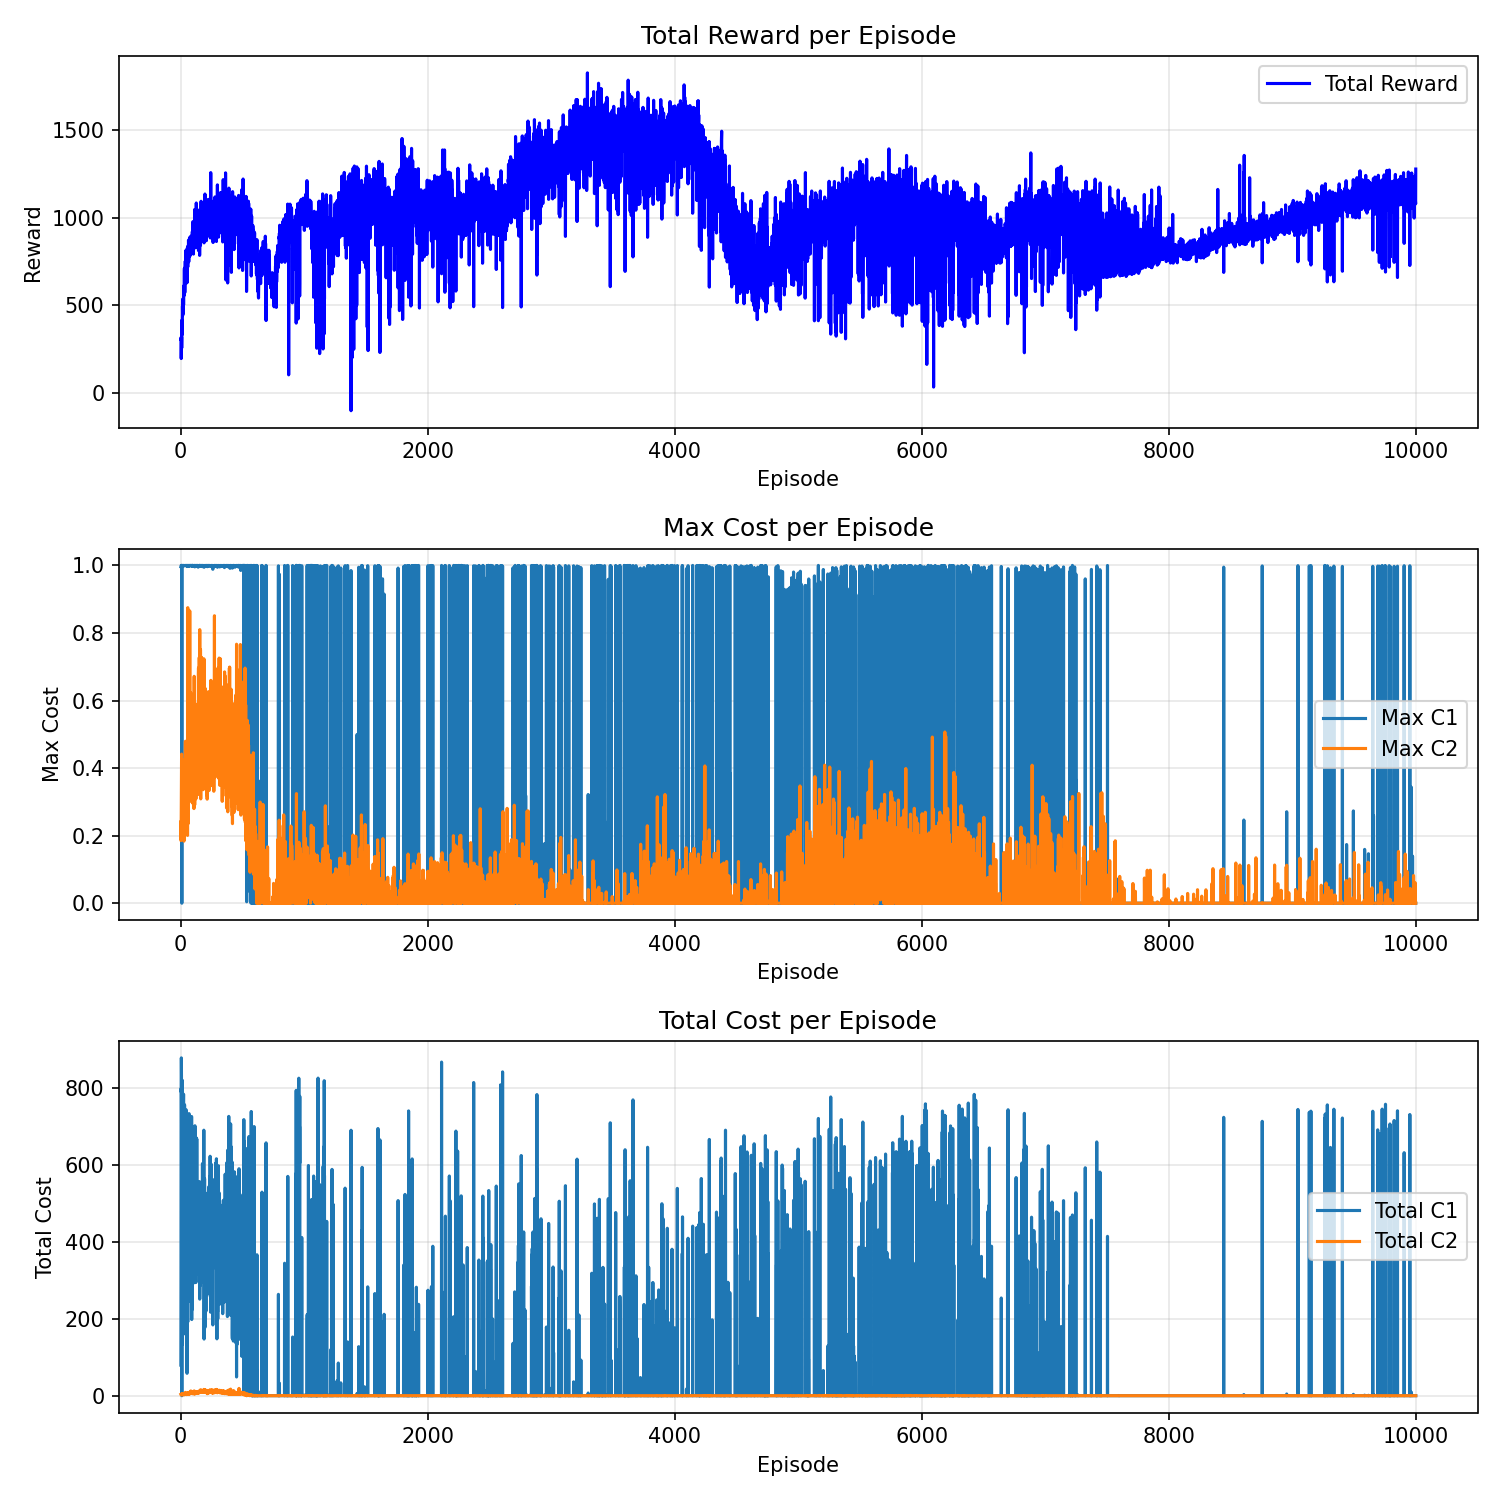 Total Reward per Episode
Total Reward
Reward
1500
1000
500
0
0 2000 4000 6000 8000 10000
Episode
Max Cost per Episode
Max Cost
1.0
0.8
0.6
0.4
0.2
0.0
Max C1
Max C2
0 2000 4000 6000 8000 10000
Episode
Total Cost per Episode
Total Cost
800
600
400
200
0
Total C1
Total C2
0 2000 4000 6000 8000 10000
Episode